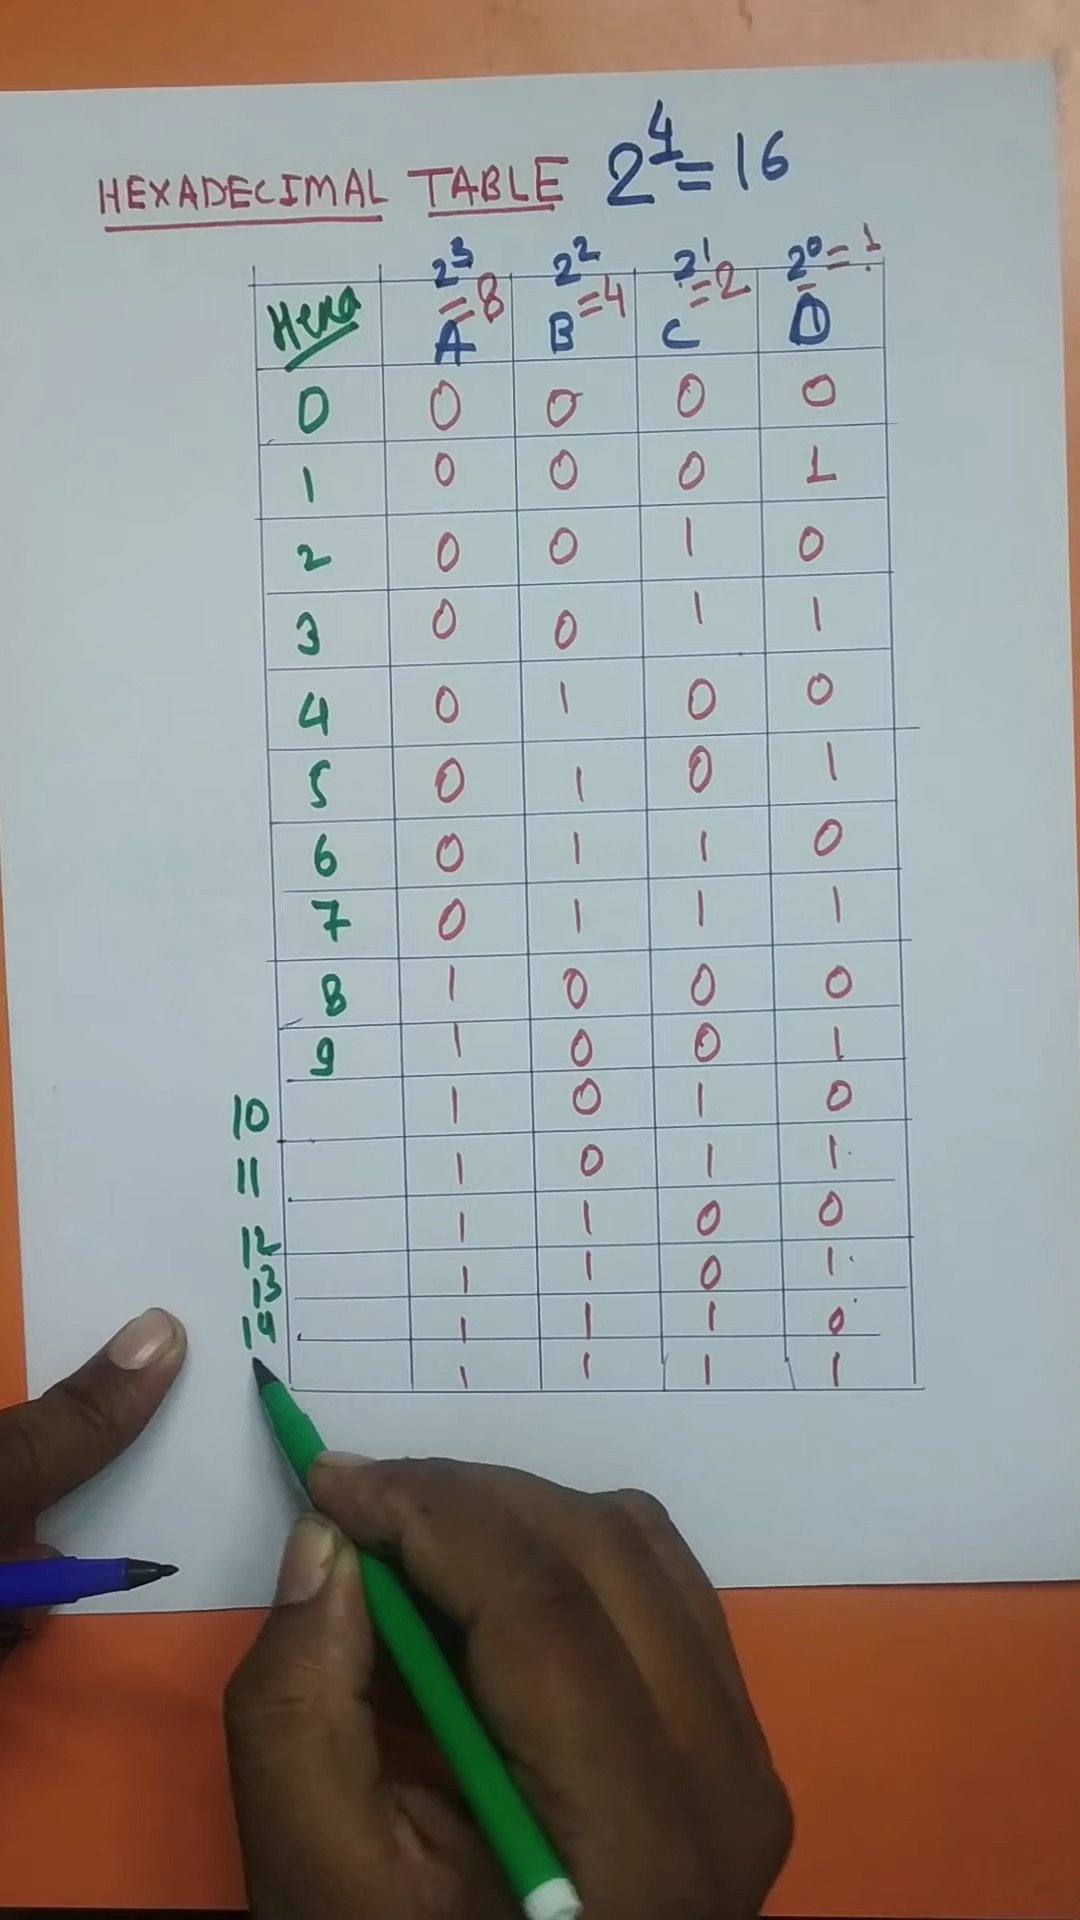 HEXADECIMAL TABLE 2⁴=16
2³ 2² 2¹ 2⁰=1
=8 =4 =2
Hexa A B C D
0 0 0 0 0
1 0 0 0 1
2 0 0 1 0
3 0 0 1 1
4 0 1 0 0
5 0 1 0 1
6 0 1 1 0
7 0 1 1 1
8 1 0 0 0
9 1 0 0 1
10 1 0 1 0
11 1 0 1 1
12 1 1 0 0
13 1 1 0 1
14 1 1 1 0
1 1 1 1